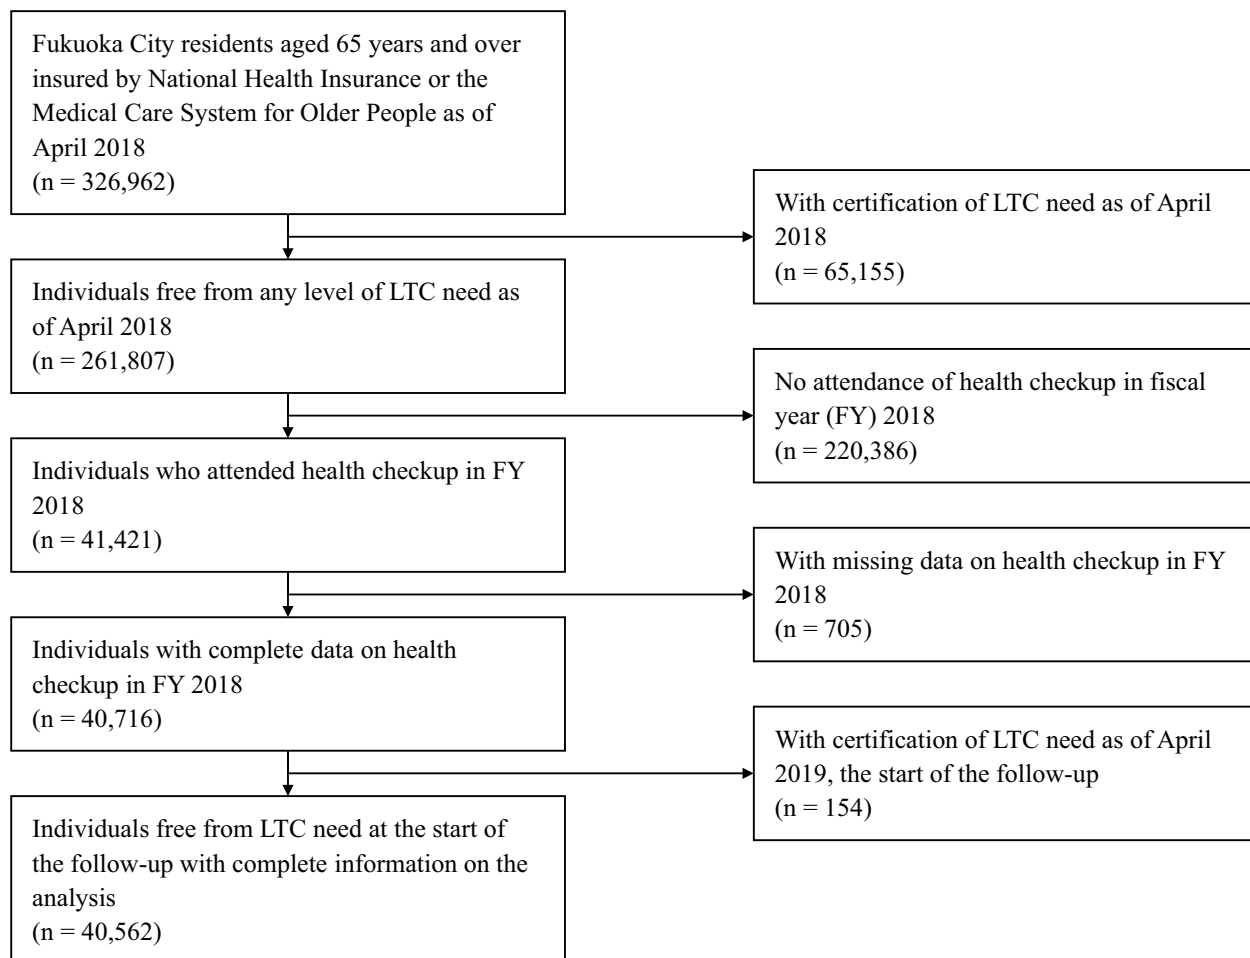 Fukuoka City residents aged 65 years and over
insured by National Health Insurance or the
Medical Care System for Older People as of
April 2018
(n = 326,962)
With certification of LTC need as of April
2018
(n = 65,155)
Individuals free from any level of LTC need as
of April 2018
(n = 261,807)
No attendance of health checkup in fiscal
year (FY) 2018
(n = 220,386)
Individuals who attended health checkup in FY
2018
(n = 41,421)
With missing data on health checkup in FY
2018
(n = 705)
Individuals with complete data on health
checkup in FY 2018
(n = 40,716)
With certification of LTC need as of April
2019, the start of the follow-up
(n = 154)
Individuals free from LTC need at the start of
the follow-up with complete information on the
analysis
(n = 40,562)